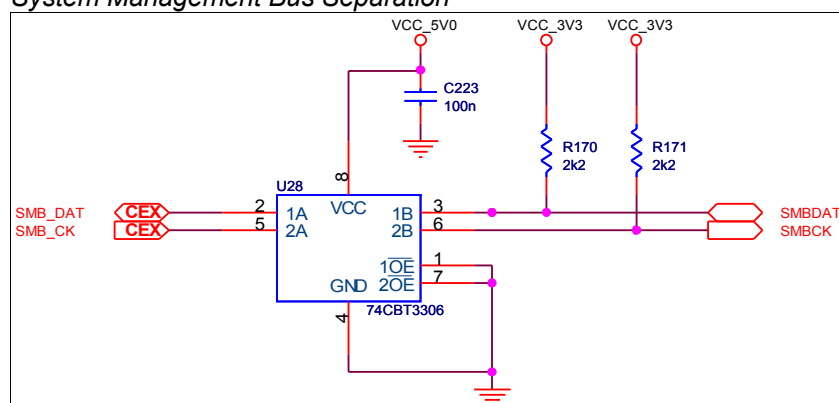 System Management Bus Separation
VCC_5V0 VCC_3V3 VCC_3V3
C223
100n
R170 R171
2k2 2k2
8
U28
SMB_DAT CEX 2 1A VCC 1B 3 SMBDAT
SMB_CK CEX 5 2A 2B 6 SMBCK
1OE 1
GND 2OE 7
74CBT3306
4